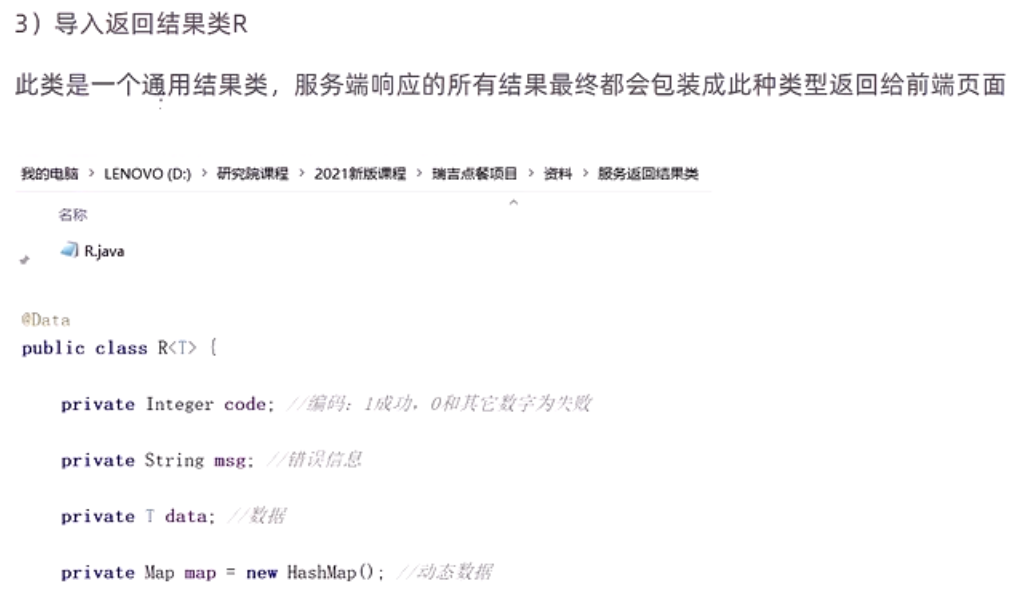 3）导入返回结果类R
此类是一个通用结果类，服务端响应的所有结果最终都会包装成此种类型返回给前端页面
我的电脑 > LENOVO (D:) > 研究院课程 > 2021新版课程 > 瑞吉点餐项目 > 资料 > 服务返回结果类
名称
R.java
@Data
public class R<T> {
private Integer code; //编码：1成功，0和其它数字为失败
private String msg; //错误信息
private T data; //数据
private Map map = new HashMap(); //动态数据